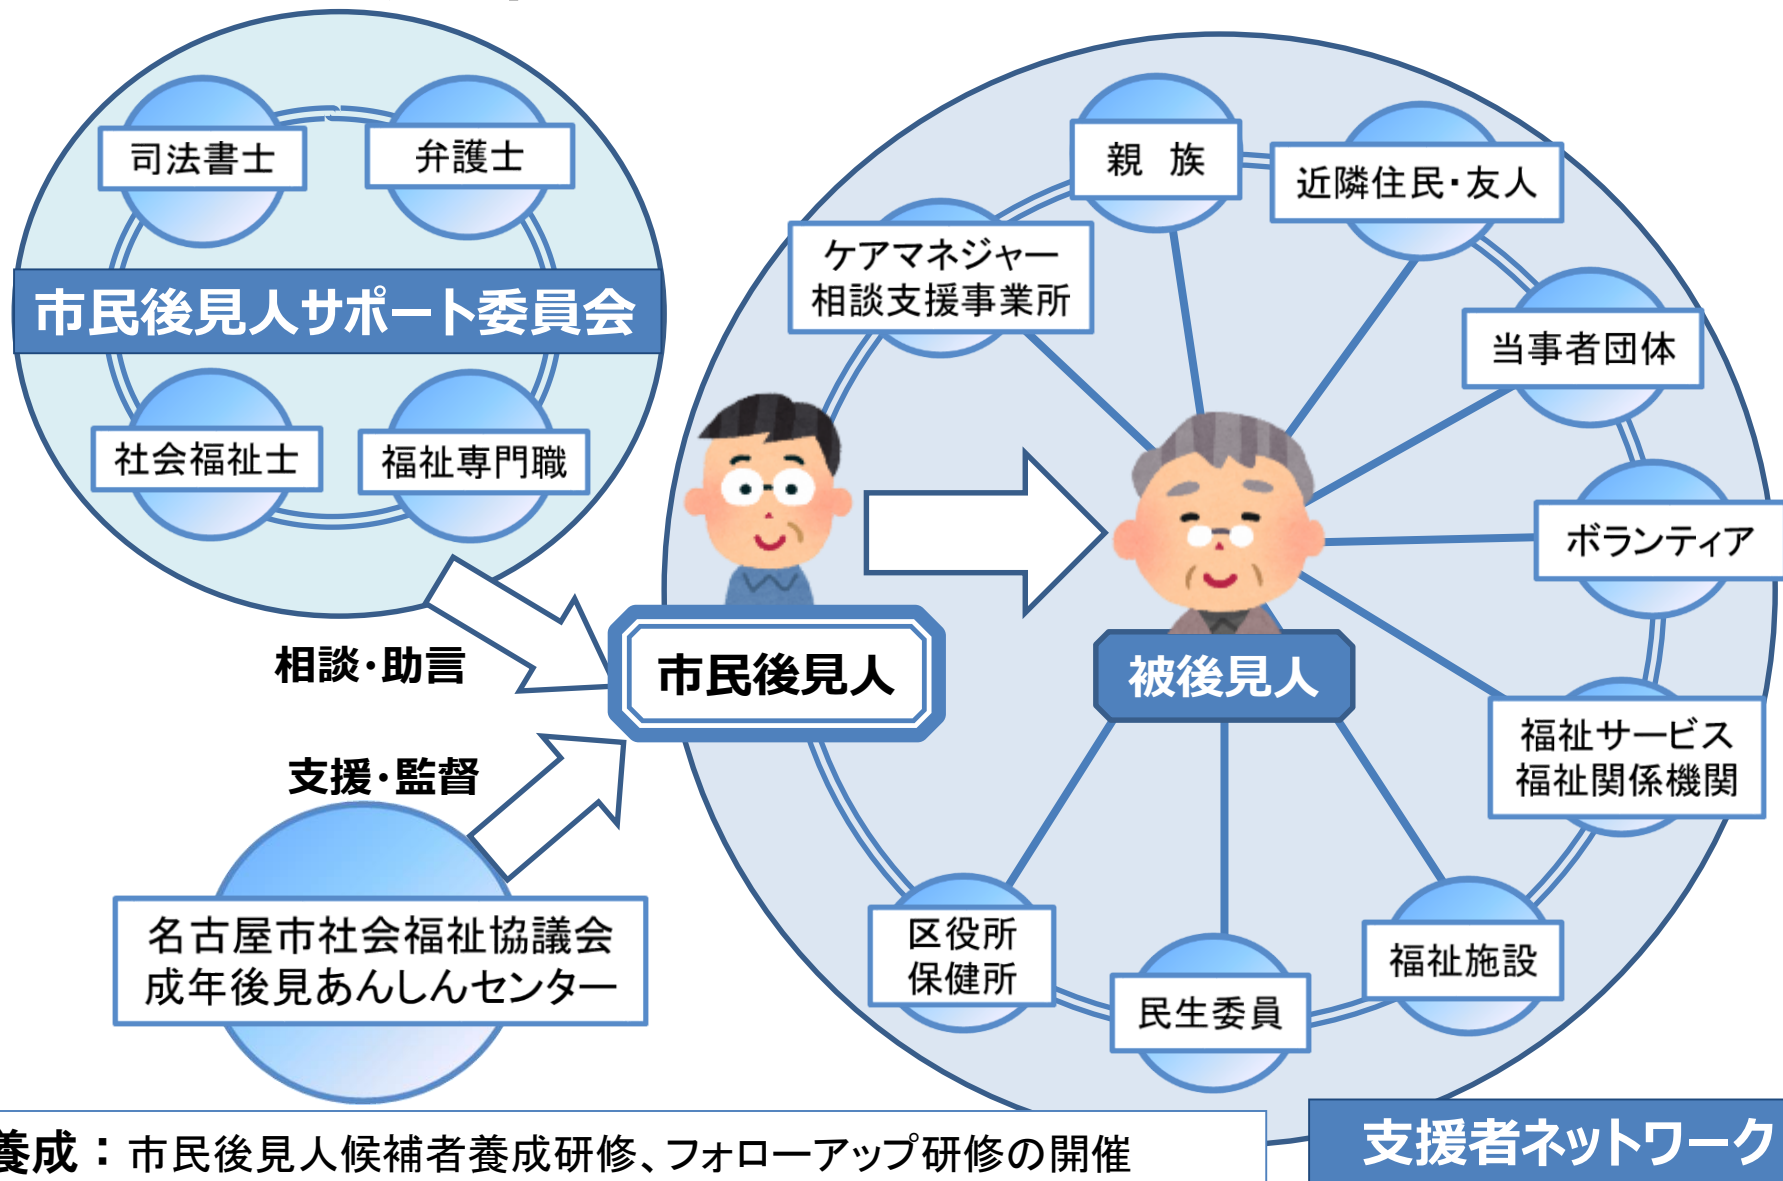 司法書士
弁護士
市民後見人サポート委員会
社会福祉士
福祉専門職
親 族
近隣住民・友人
ケアマネジャー
相談支援事業所
当事者団体
ボランティア
相談・助言
市民後見人
被後見人
支援・監督
福祉サービス
福祉関係機関
名古屋市社会福祉協議会
成年後見あんしんセンター
区役所
保健所
民生委員
福祉施設
養成：市民後見人候補者養成研修、フォローアップ研修の開催
支援者ネットワーク